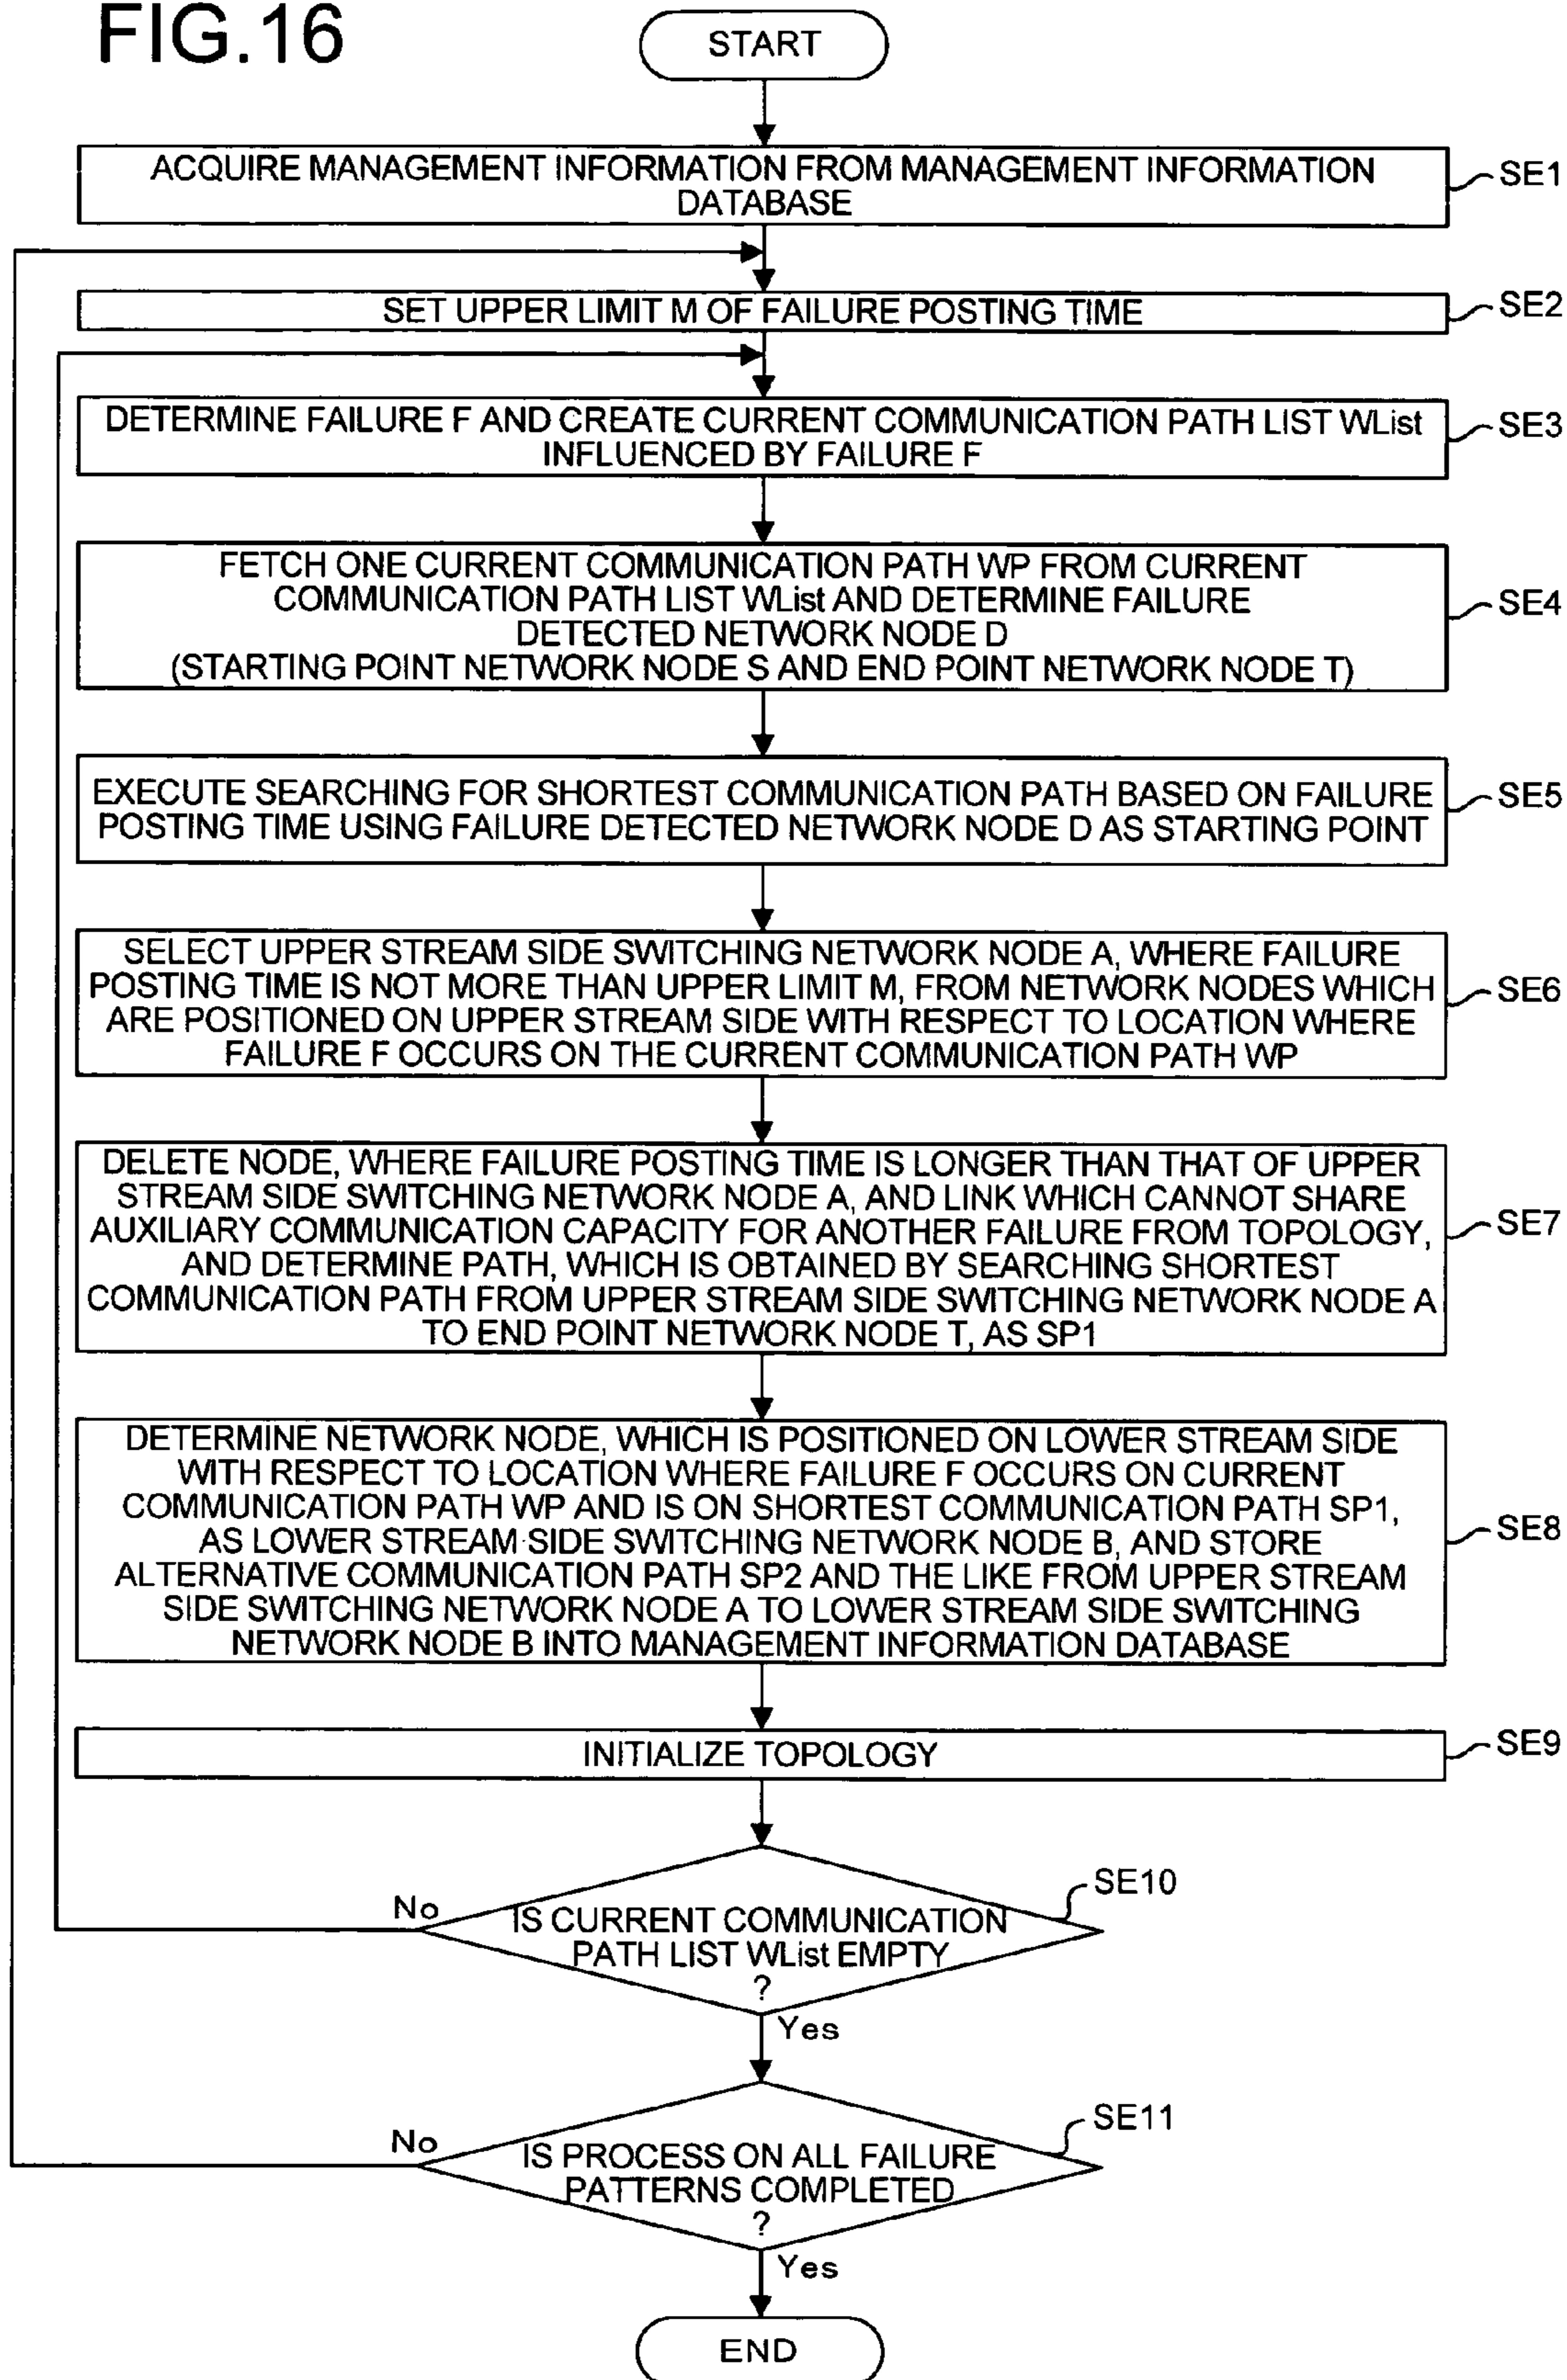 FIG.16
START
ACQUIRE MANAGEMENT INFORMATION FROM MANAGEMENT INFORMATION
DATABASE
SE1
SET UPPER LIMIT M OF FAILURE POSTING TIME
SE2
DETERMINE FAILURE F AND CREATE CURRENT COMMUNICATION PATH LIST WList
INFLUENCED BY FAILURE F
SE3
FETCH ONE CURRENT COMMUNICATION PATH WP FROM CURRENT
COMMUNICATION PATH LIST WList AND DETERMINE FAILURE
DETECTED NETWORK NODE D
(STARTING POINT NETWORK NODE S AND END POINT NETWORK NODE T)
SE4
EXECUTE SEARCHING FOR SHORTEST COMMUNICATION PATH BASED ON FAILURE
POSTING TIME USING FAILURE DETECTED NETWORK NODE D AS STARTING POINT
SE5
SELECT UPPER STREAM SIDE SWITCHING NETWORK NODE A, WHERE FAILURE
POSTING TIME IS NOT MORE THAN UPPER LIMIT M, FROM NETWORK NODES WHICH
ARE POSITIONED ON UPPER STREAM SIDE WITH RESPECT TO LOCATION WHERE
FAILURE F OCCURS ON THE CURRENT COMMUNICATION PATH WP
SE6
DELETE NODE, WHERE FAILURE POSTING TIME IS LONGER THAN THAT OF UPPER
STREAM SIDE SWITCHING NETWORK NODE A, AND LINK WHICH CANNOT SHARE
AUXILIARY COMMUNICATION CAPACITY FOR ANOTHER FAILURE FROM TOPOLOGY,
AND DETERMINE PATH, WHICH IS OBTAINED BY SEARCHING SHORTEST
COMMUNICATION PATH FROM UPPER STREAM SIDE SWITCHING NETWORK NODE A
TO END POINT NETWORK NODE T, AS SP1
SE7
DETERMINE NETWORK NODE, WHICH IS POSITIONED ON LOWER STREAM SIDE
WITH RESPECT TO LOCATION WHERE FAILURE F OCCURS ON CURRENT
COMMUNICATION PATH WP AND IS ON SHORTEST COMMUNICATION PATH SP1,
AS LOWER STREAM SIDE SWITCHING NETWORK NODE B, AND STORE
ALTERNATIVE COMMUNICATION PATH SP2 AND THE LIKE FROM UPPER STREAM
SIDE SWITCHING NETWORK NODE A TO LOWER STREAM SIDE SWITCHING
NETWORK NODE B INTO MANAGEMENT INFORMATION DATABASE
SE8
INITIALIZE TOPOLOGY
SE9
SE10
No
IS CURRENT COMMUNICATION
PATH LIST WList EMPTY
?
Yes
SE11
No
IS PROCESS ON ALL FAILURE
PATTERNS COMPLETED
?
Yes
END